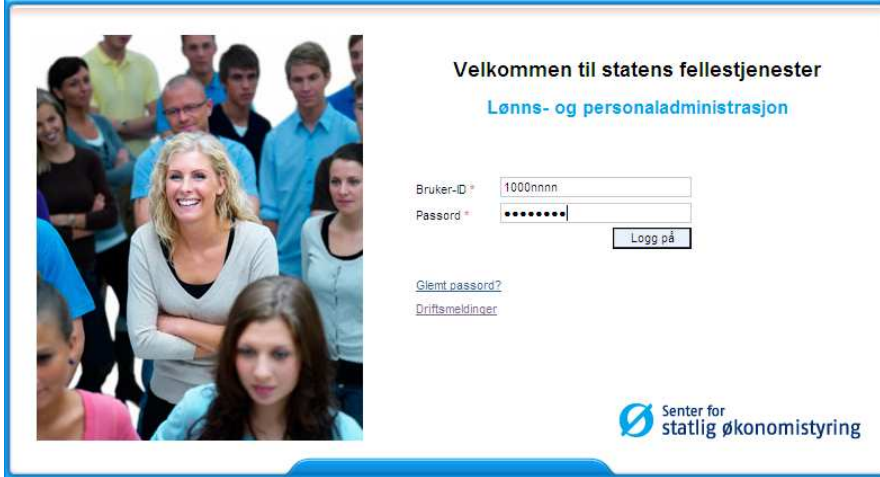 Velkommen til statens fellestjenester
Lønns- og personaladministrasjon
Bruker-ID * 1000nnnn
Passord * ••••••••
Logg på
Glemt passord?
Driftsmeldinger
Senter for
statlig økonomistyring